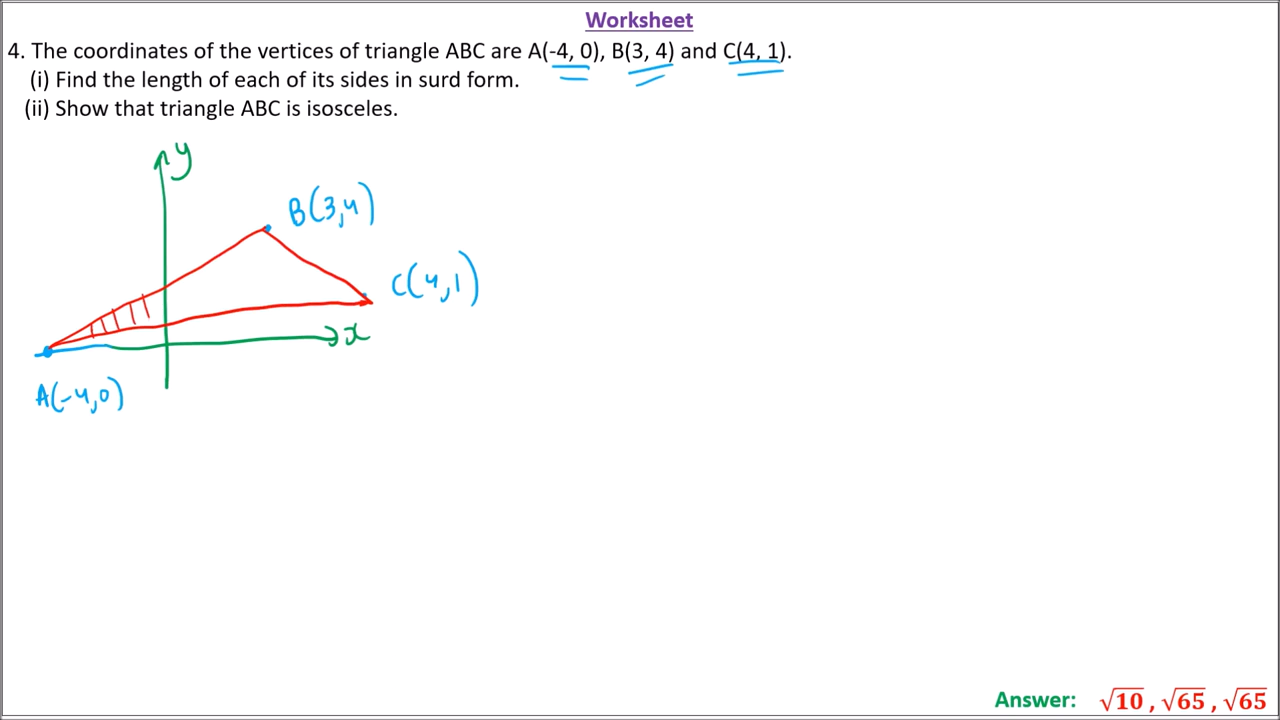 Worksheet
4. The coordinates of the vertices of triangle ABC are A(-4, 0), B(3, 4) and C(4, 1).
(i) Find the length of each of its sides in surd form.
(ii) Show that triangle ABC is isosceles.
y
B(3,4)
C(4,1)
x
A(-4,0)
Answer: √10 , √65 , √65